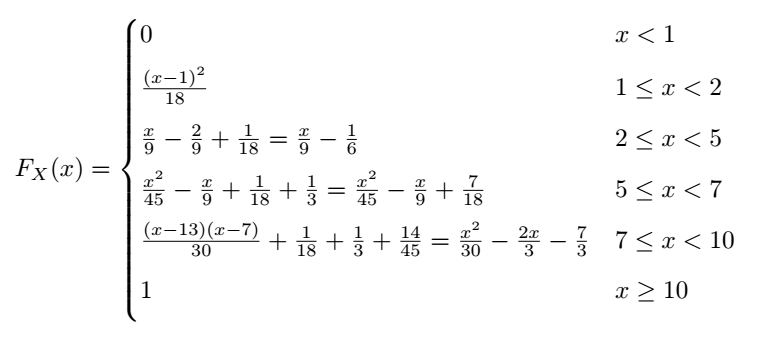 F_X(x) = { 0    x < 1
(x−1)²/18    1 ≤ x < 2
x/9 − 2/9 + 1/18 = x/9 − 1/6    2 ≤ x < 5
x²/45 − x/9 + 1/18 + 1/3 = x²/45 − x/9 + 7/18    5 ≤ x < 7
(x−13)(x−7)/30 + 1/18 + 1/3 + 14/45 = x²/30 − 2x/3 − 7/3    7 ≤ x < 10
1    x ≥ 10